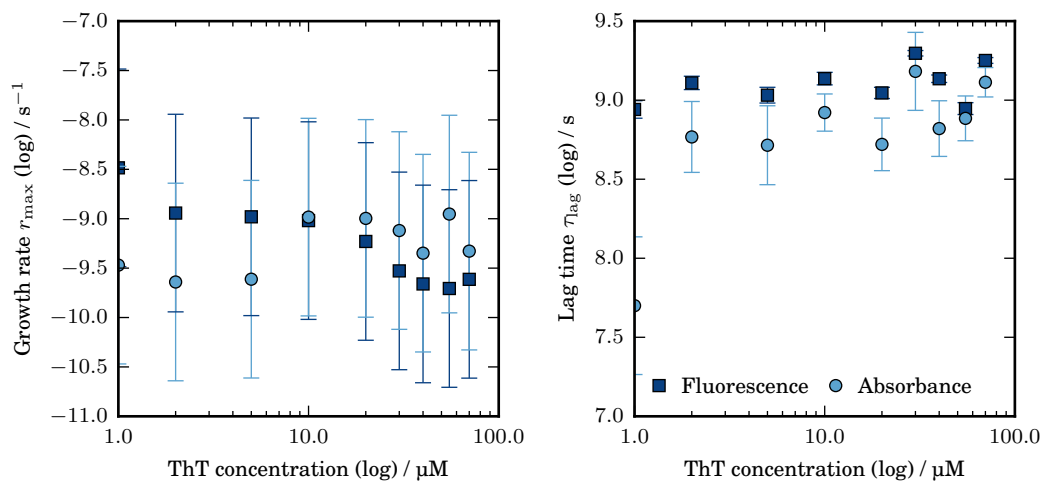 −7.0
−7.5
−8.0
−8.5
−9.0
−9.5
−10.0
−10.5
−11.0
Growth rate r_max (log) / s⁻¹
1.0 10.0 100.0
ThT concentration (log) / µM
9.5
9.0
8.5
8.0
7.5
7.0
Lag time τ_lag (log) / s
Fluorescence Absorbance
1.0 10.0 100.0
ThT concentration (log) / µM